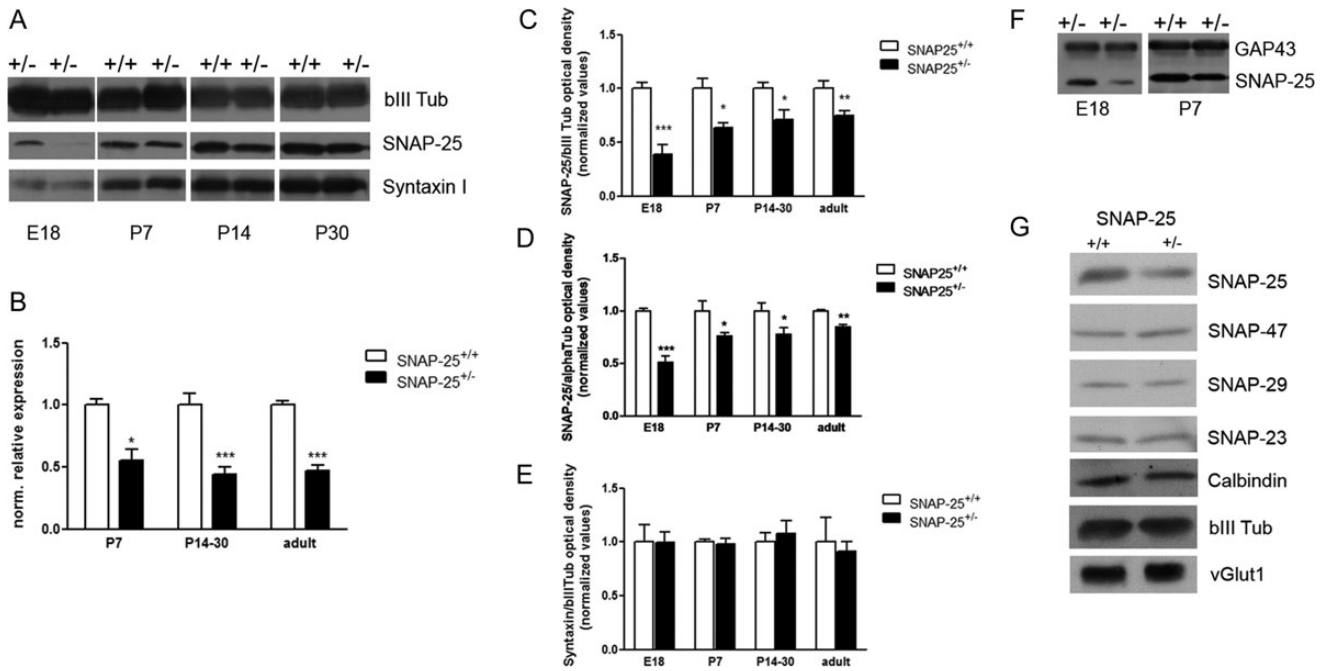 A
+/- +/- +/+ +/- +/+ +/- +/+ +/-
bIII Tub
SNAP-25
Syntaxin I
E18 P7 P14 P30
B
norm. relative expression
1.5
1.0
0.5
0.0
P7 P14-30 adult
SNAP-25+/+
SNAP-25+/-
*
***
***
C
SNAP-25/bIII Tub optical density
(normalized values)
1.5
1.0
0.5
0.0
E18 P7 P14-30 adult
SNAP25+/+
SNAP25+/-
***
*
*
**
D
SNAP-25/alphaTub optical density
(normalized values)
1.5
1.0
0.5
0.0
E18 P7 P14-30 adult
SNAP25+/+
SNAP25+/-
***
*
*
**
E
Syntaxin/bIIITub optical density
(normalized values)
1.5
1.0
0.5
0.0
E18 P7 P14-30 adult
SNAP-25+/+
SNAP-25+/-
F
+/- +/- +/+ +/-
GAP43
SNAP-25
E18 P7
G
SNAP-25
+/+ +/-
SNAP-25
SNAP-47
SNAP-29
SNAP-23
Calbindin
bIII Tub
vGlut1